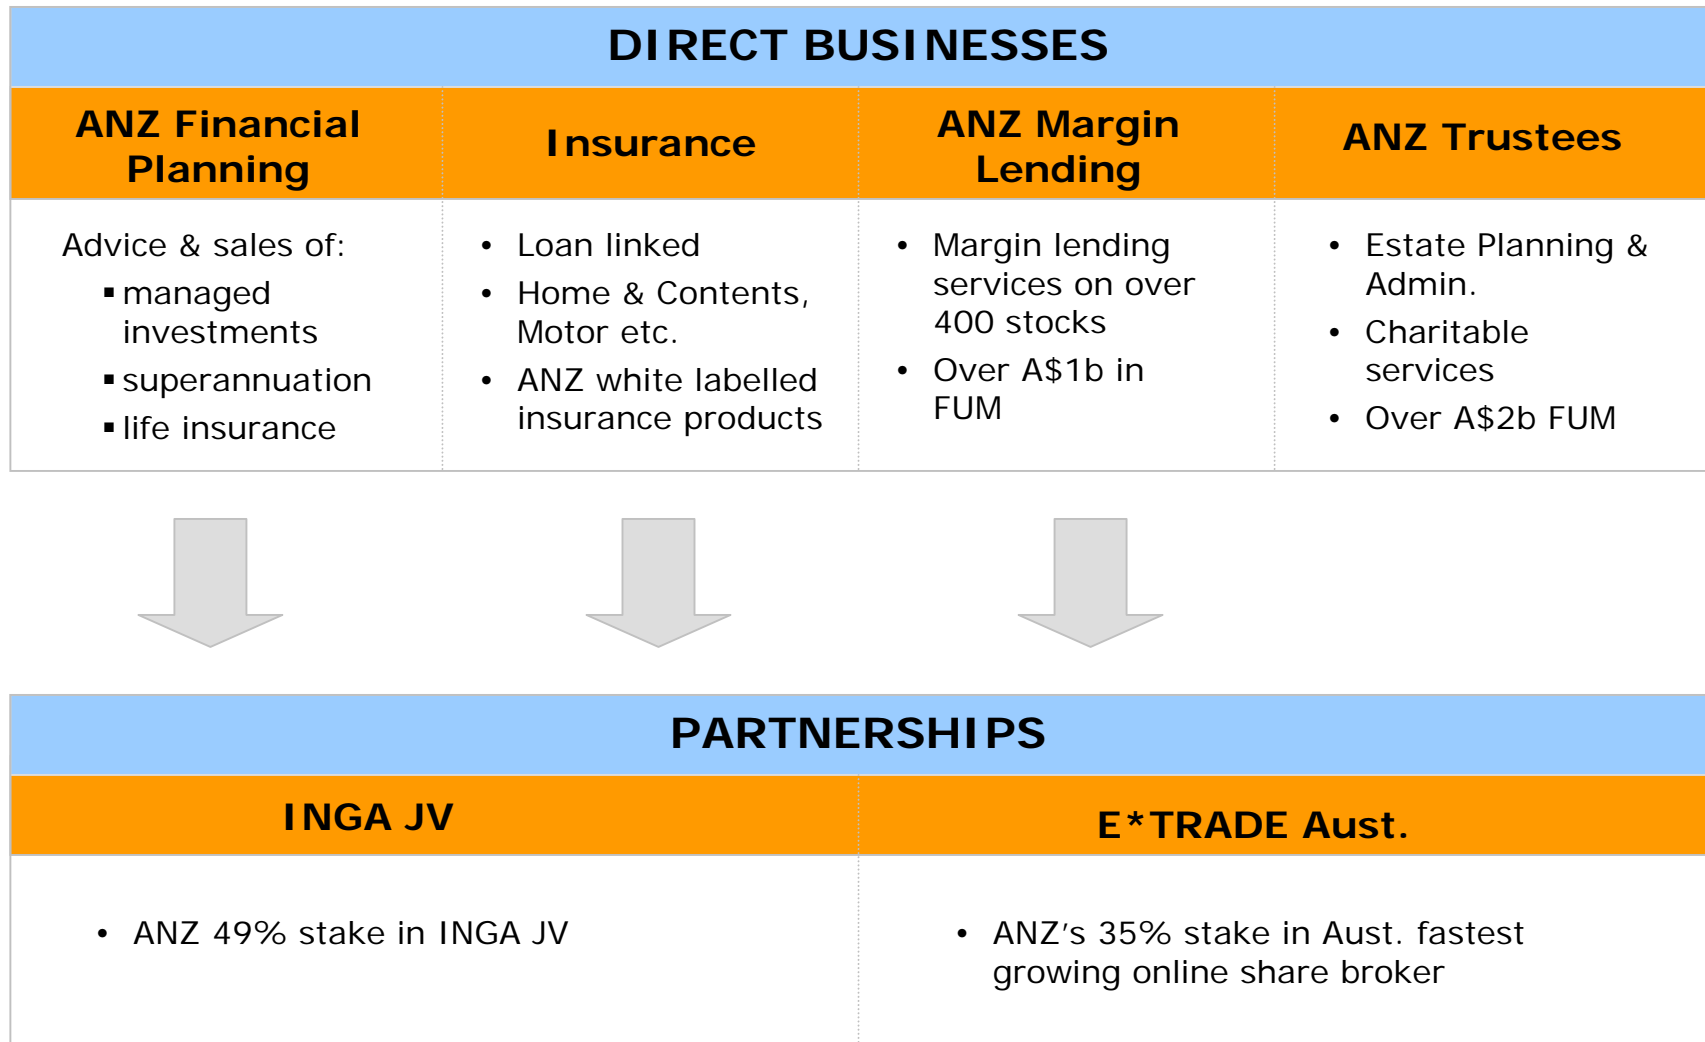 DIRECT BUSINESSES
ANZ Financial
Planning
Insurance
ANZ Margin
Lending
ANZ Trustees
Advice & sales of:
▪ managed
investments
▪ superannuation
▪ life insurance
• Loan linked
• Home & Contents,
Motor etc.
• ANZ white labelled
insurance products
• Margin lending
services on over
400 stocks
• Over A$1b in
FUM
• Estate Planning &
Admin.
• Charitable
services
• Over A$2b FUM
PARTNERSHIPS
INGA JV
E*TRADE Aust.
• ANZ 49% stake in INGA JV
• ANZ’s 35% stake in Aust. fastest
growing online share broker